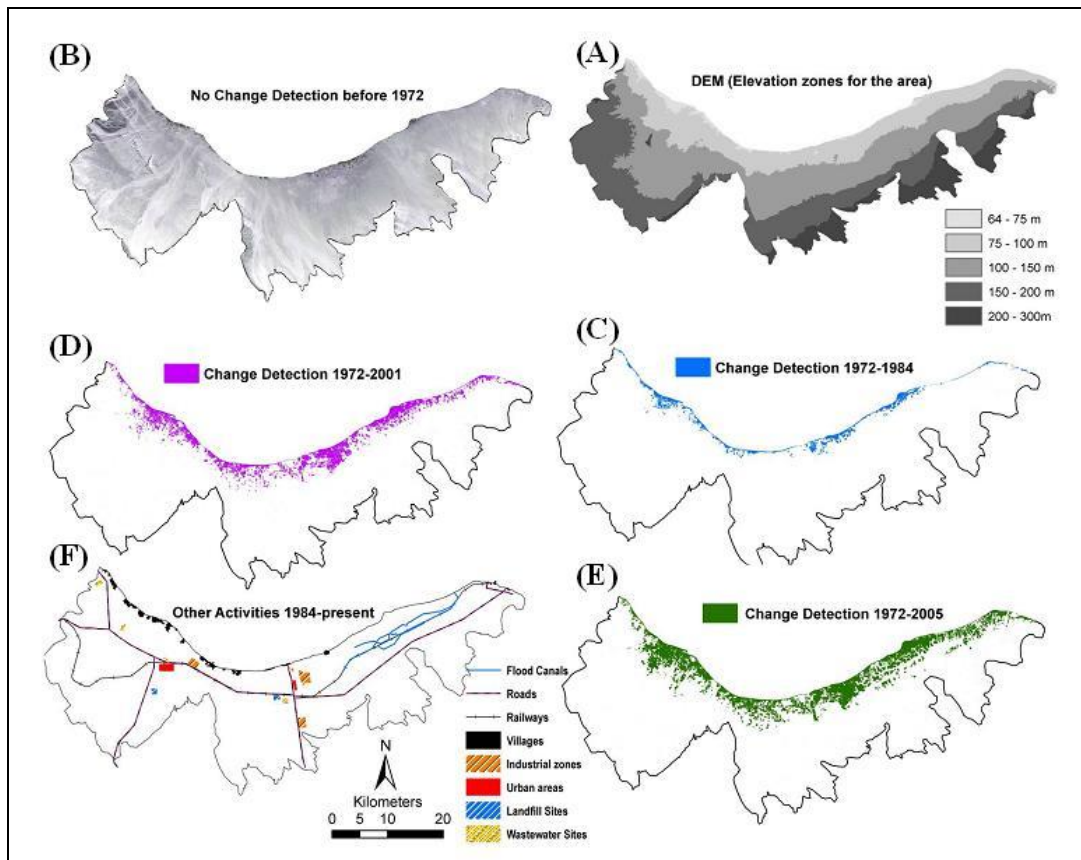 (B)
No Change Detection before 1972
(A)
DEM (Elevation zones for the area)
64 - 75 m
75 - 100 m
100 - 150 m
150 - 200 m
200 - 300m
(D)
Change Detection 1972-2001
(C)
Change Detection 1972-1984
(F)
Other Activities 1984-present
Flood Canals
Roads
Railways
Villages
Industrial zones
Urban areas
Landfill Sites
Wastewater Sites
N
Kilometers
0 5 10 20
(E)
Change Detection 1972-2005